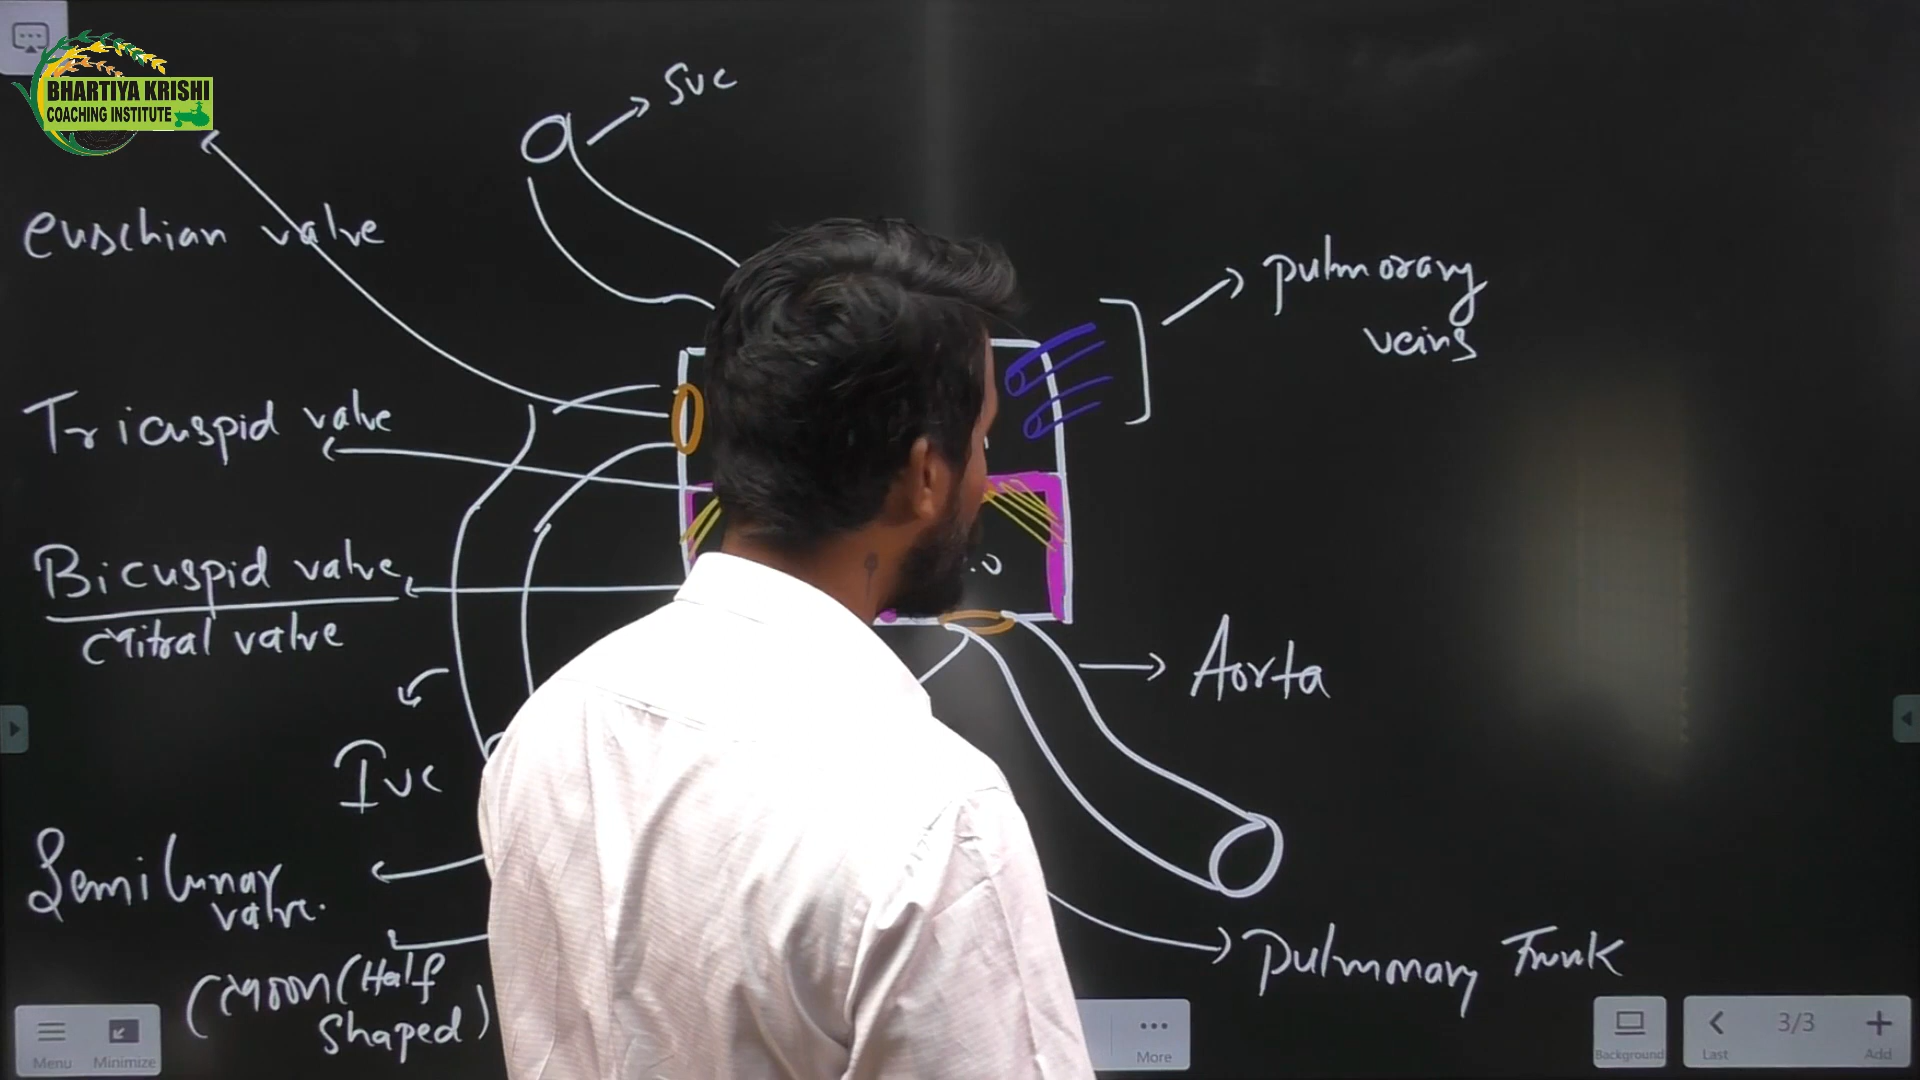 BHARTIYA KRISHI
COACHING INSTITUTE
SVC
euschian valve
pulmorary
veins
Tricuspid valve
Bicuspid valve
Mitral valve
.v
Aorta
Ivc
Semilunar
valve.
(Moon (Half
shaped)
pulmonary Trunk
Menu
Minimize
More
Background
Last
3/3
Add